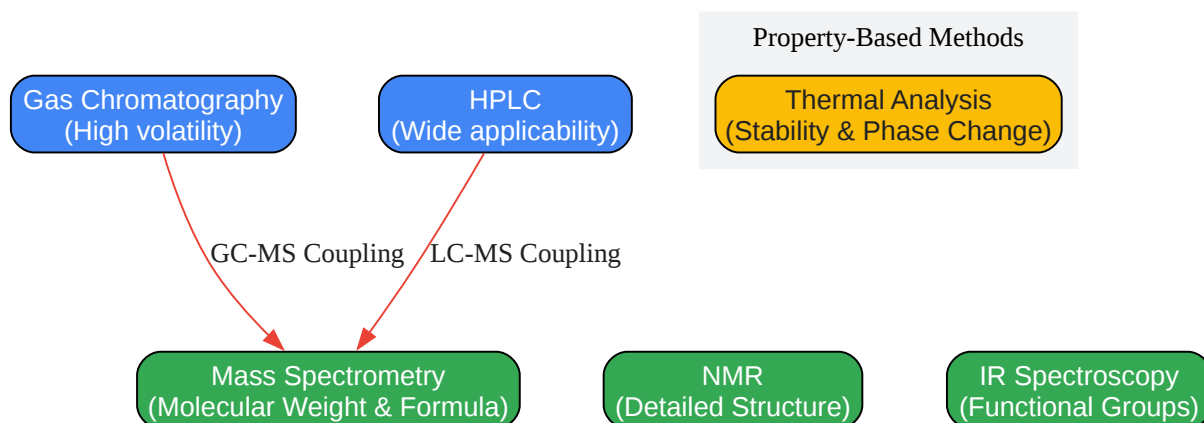 Property-Based Methods
Gas Chromatography
(High volatility)
HPLC
(Wide applicability)
Thermal Analysis
(Stability & Phase Change)
GC-MS Coupling
LC-MS Coupling
Mass Spectrometry
(Molecular Weight & Formula)
NMR
(Detailed Structure)
IR Spectroscopy
(Functional Groups)